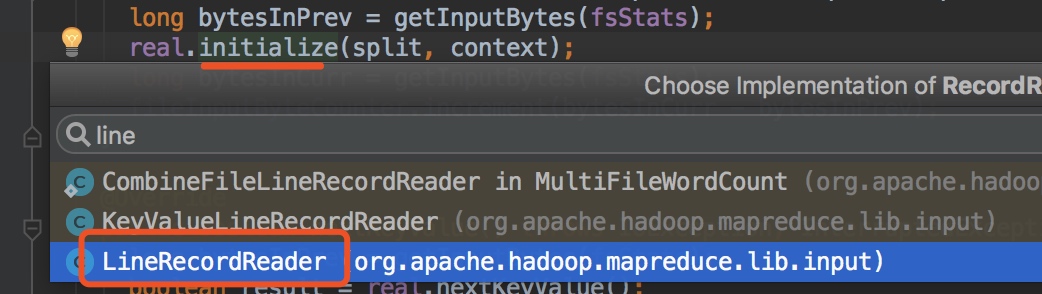 long bytesInPrev = getInputBytes(fsStats);
real.initialize(split, context);
Choose Implementation of RecordR
line
CombineFileLineRecordReader in MultiFileWordCount (org.apache.hadoo
KeyValueLineRecordReader (org.apache.hadoop.mapreduce.lib.input)
LineRecordReader (org.apache.hadoop.mapreduce.lib.input)
boolean result = real.nextKeyValue();